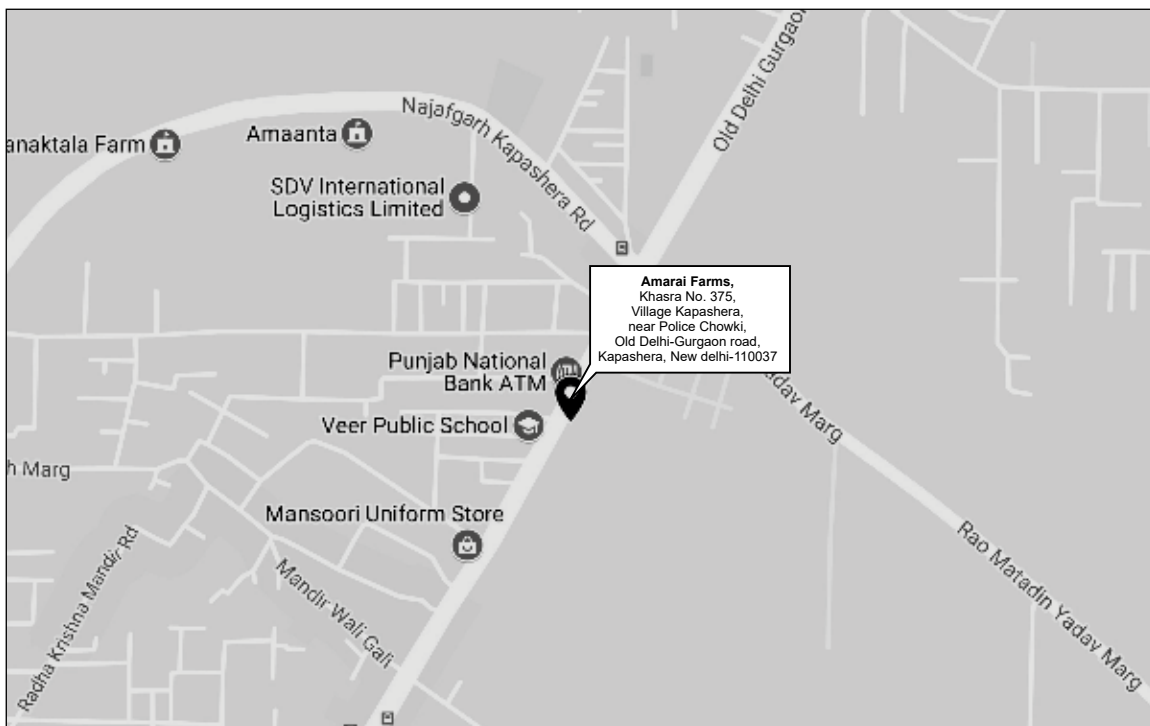 Old Delhi Gurgaon
Najafgarh Kapashera Rd
anaktala Farm
Amaanta
SDV International
Logistics Limited
Amarai Farms,
Khasra No. 375,
Village Kapashera,
near Police Chowki,
Old Delhi-Gurgaon road,
Kapashera, New delhi-110037
Punjab National
Bank ATM
adav Marg
Veer Public School
h Marg
Mansoori Uniform Store
Radha Krishna Mandir Rd
Mandir Wali Gali
Rao Matadin Yadav Marg